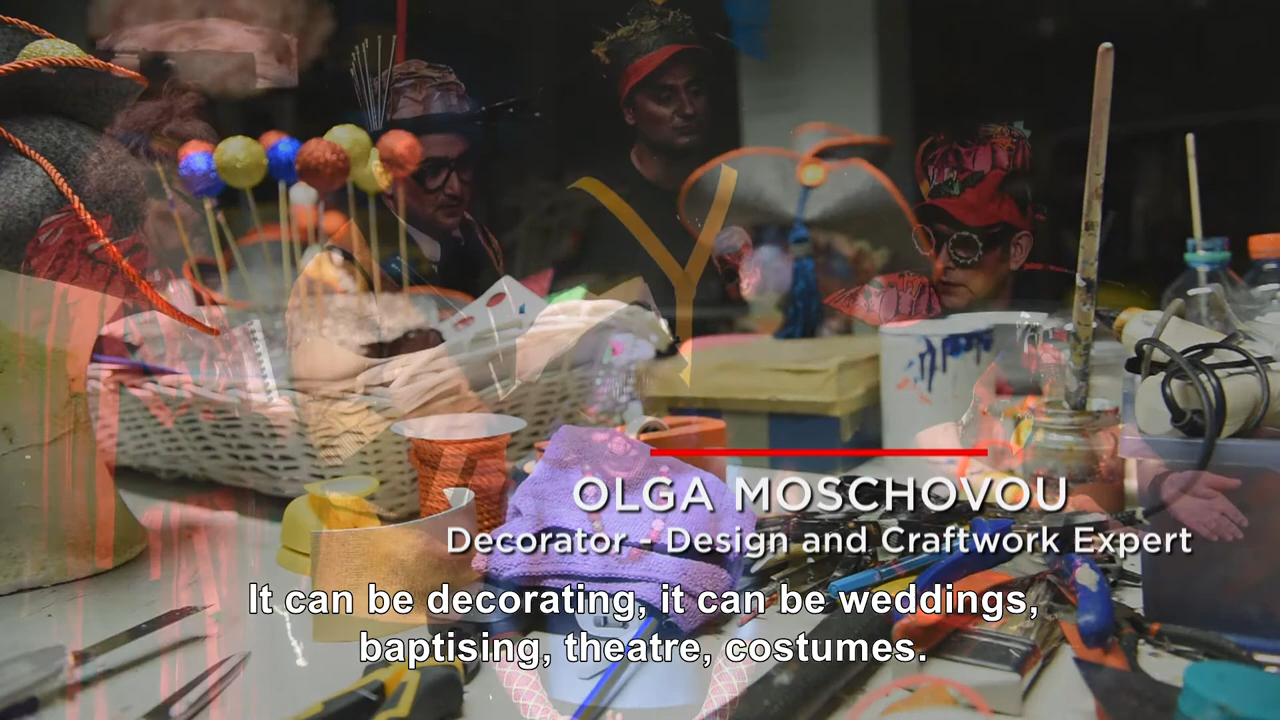 OLGA MOSCHOVOU
Decorator - Design and Craftwork Expert
It can be decorating, it can be weddings,
baptising, theatre, costumes.